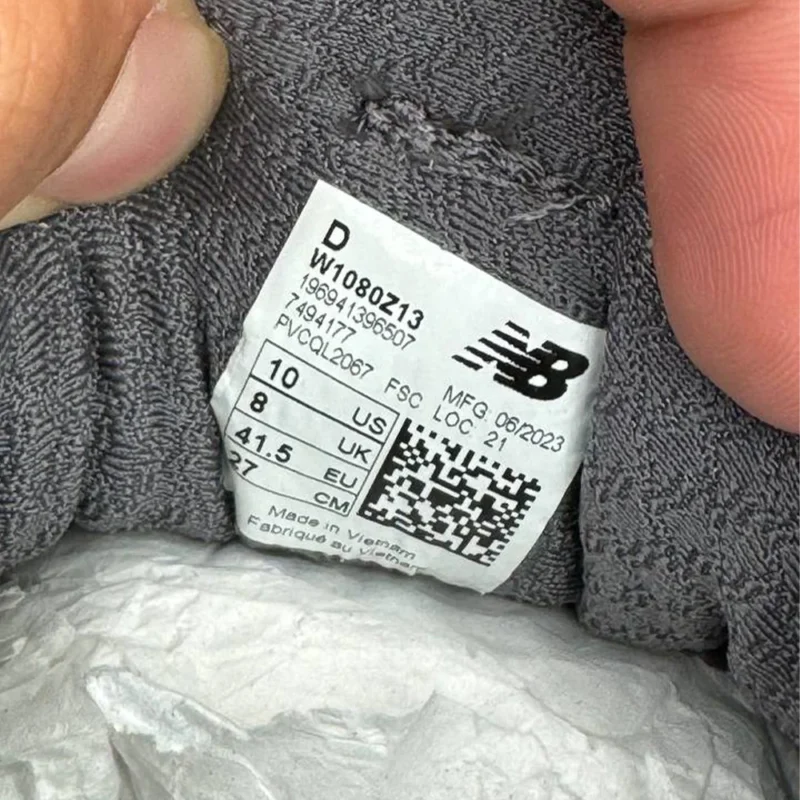 D
W1080Z13
196941396507
7494177
PVCQL2067 FSC
NB
MFG. 06/2023
LOC. 21
10 US
8 UK
41.5 EU
27 CM
Made in Vietnam
Fabriqué au Vietnam